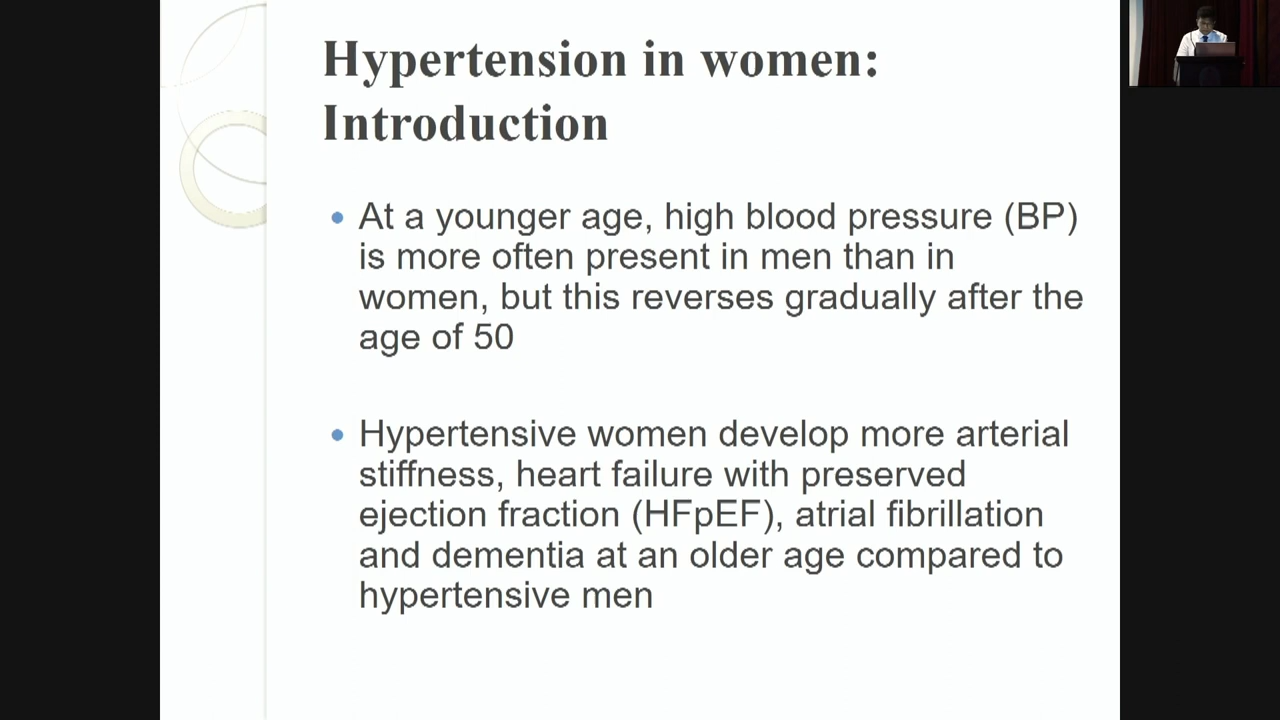 Hypertension in women:
Introduction
• At a younger age, high blood pressure (BP)
is more often present in men than in
women, but this reverses gradually after the
age of 50
• Hypertensive women develop more arterial
stiffness, heart failure with preserved
ejection fraction (HFpEF), atrial fibrillation
and dementia at an older age compared to
hypertensive men